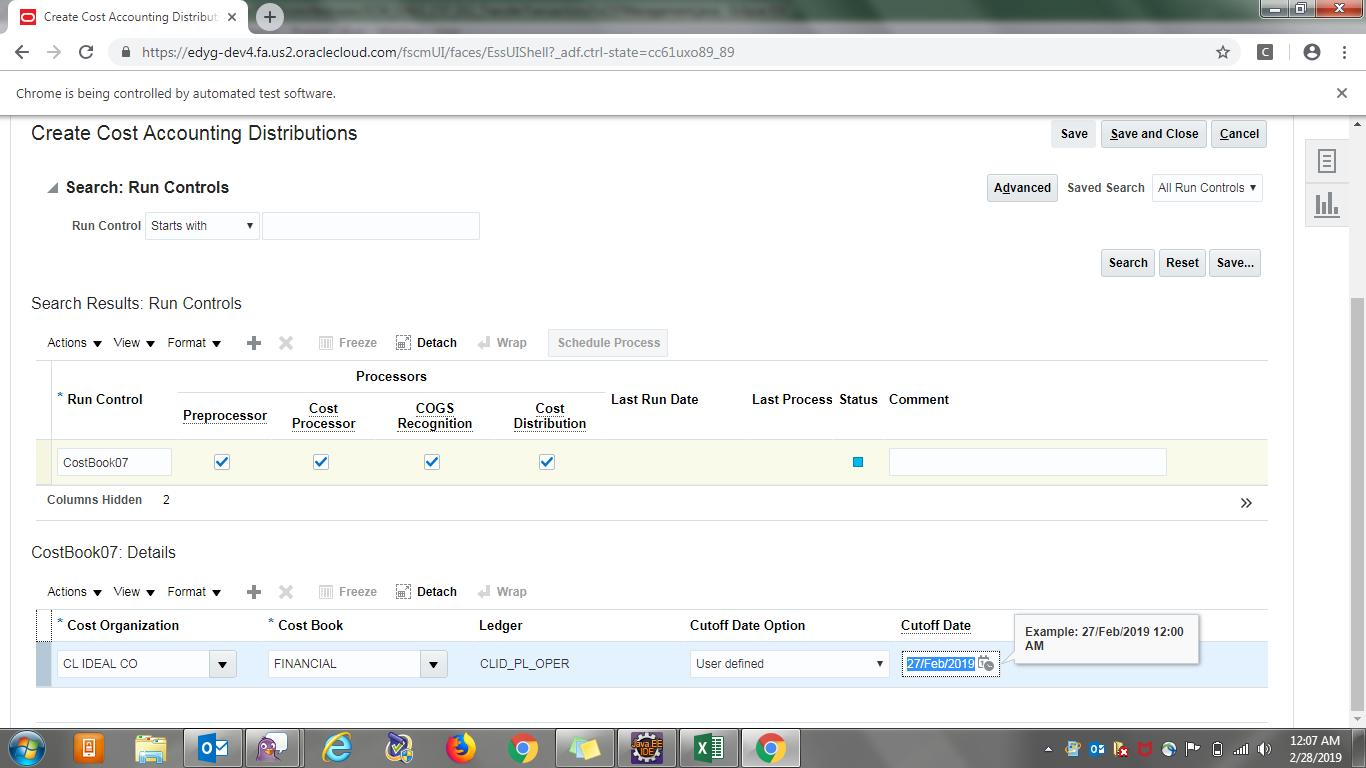 Create Cost Accounting Distribut
https://edyg-dev4.fa.us2.oraclecloud.com/fscmUI/faces/EssUIShell?_adf.ctrl-state=cc61uxo89_89
Chrome is being controlled by automated test software.
Create Cost Accounting Distributions
Save Save and Close Cancel
Search: Run Controls
Advanced Saved Search All Run Controls
Run Control Starts with
Search Reset Save...
Search Results: Run Controls
Actions View Format Freeze Detach Wrap Schedule Process
Processors
* Run Control Preprocessor Cost Processor COGS Recognition Cost Distribution Last Run Date Last Process Status Comment
CostBook07
Columns Hidden 2
CostBook07: Details
Actions View Format Freeze Detach Wrap
* Cost Organization * Cost Book Ledger Cutoff Date Option Cutoff Date
CL IDEAL CO FINANCIAL CLID_PL_OPER User defined 27/Feb/2019
Example: 27/Feb/2019 12:00
AM
Java EE
IDE
12:07 AM
2/28/2019